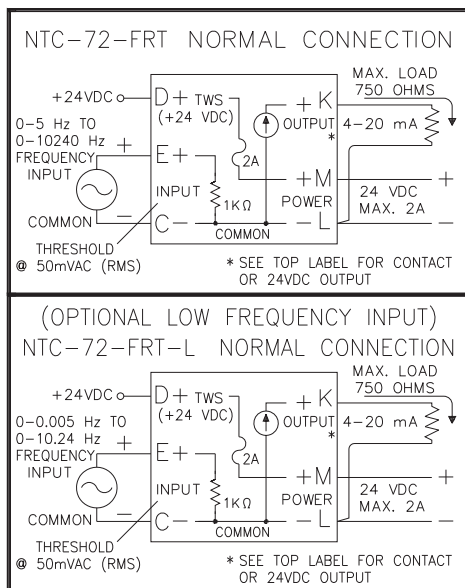 NTC-72-FRT NORMAL CONNECTION
MAX. LOAD
750 OHMS
+24VDC
D+ TWS
(+24 VDC)
+ K
OUTPUT
*
4-20 mA
0-5 Hz TO
0-10240 Hz
FREQUENCY
INPUT
+
E+
2A
INPUT
1KΩ
+M
POWER
24 VDC
MAX. 2A
+
COMMON
−
C−
COMMON
−L
−
THRESHOLD
@ 50mVAC (RMS)
* SEE TOP LABEL FOR CONTACT
OR 24VDC OUTPUT
(OPTIONAL LOW FREQUENCY INPUT)
NTC-72-FRT-L NORMAL CONNECTION
MAX. LOAD
750 OHMS
+24VDC
D+ TWS
(+24 VDC)
+ K
OUTPUT
*
4-20 mA
0-0.005 Hz TO
0-10.24 Hz
FREQUENCY
INPUT
+
E+
2A
INPUT
1KΩ
+M
POWER
24 VDC
MAX. 2A
+
COMMON
−
C−
COMMON
−L
−
THRESHOLD
@ 50mVAC (RMS)
* SEE TOP LABEL FOR CONTACT
OR 24VDC OUTPUT